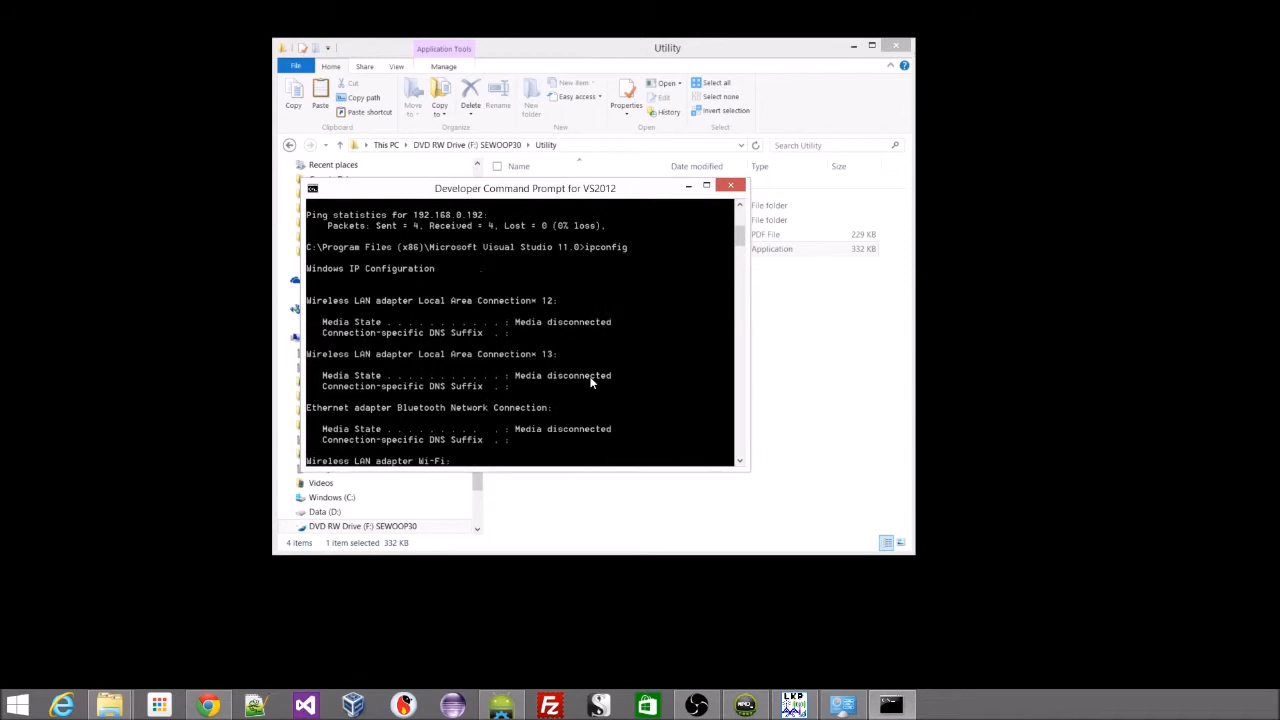 Application Tools
Utility
File
Home
Share
View
Manage
Copy
Paste
Cut
Copy path
Paste shortcut
Clipboard
Move to
Copy to
Delete
Rename
Organize
New folder
New item
Easy access
New
Properties
Open
Edit
History
Open
Select all
Select none
Invert selection
Select
This PC
DVD RW Drive (F:) SEWOOP30
Utility
Search Utility
Recent places
Name
Date modified
Type
Size
File folder
File folder
PDF File 229 KB
Application 332 KB
Developer Command Prompt for VS2012
Ping statistics for 192.168.0.192:
Packets: Sent = 4, Received = 4, Lost = 0 (0% loss),
C:\Program Files (x86)\Microsoft Visual Studio 11.0>ipconfig
Windows IP Configuration
Wireless LAN adapter Local Area Connection* 12:
Media State . . . . . . . . . . . : Media disconnected
Connection-specific DNS Suffix . :
Wireless LAN adapter Local Area Connection* 13:
Media State . . . . . . . . . . . : Media disconnected
Connection-specific DNS Suffix . :
Ethernet adapter Bluetooth Network Connection:
Media State . . . . . . . . . . . : Media disconnected
Connection-specific DNS Suffix . :
Wireless LAN adapter Wi-Fi:
Videos
Windows (C:)
Data (D:)
DVD RW Drive (F:) SEWOOP30
4 items
1 item selected 332 KB
LKP